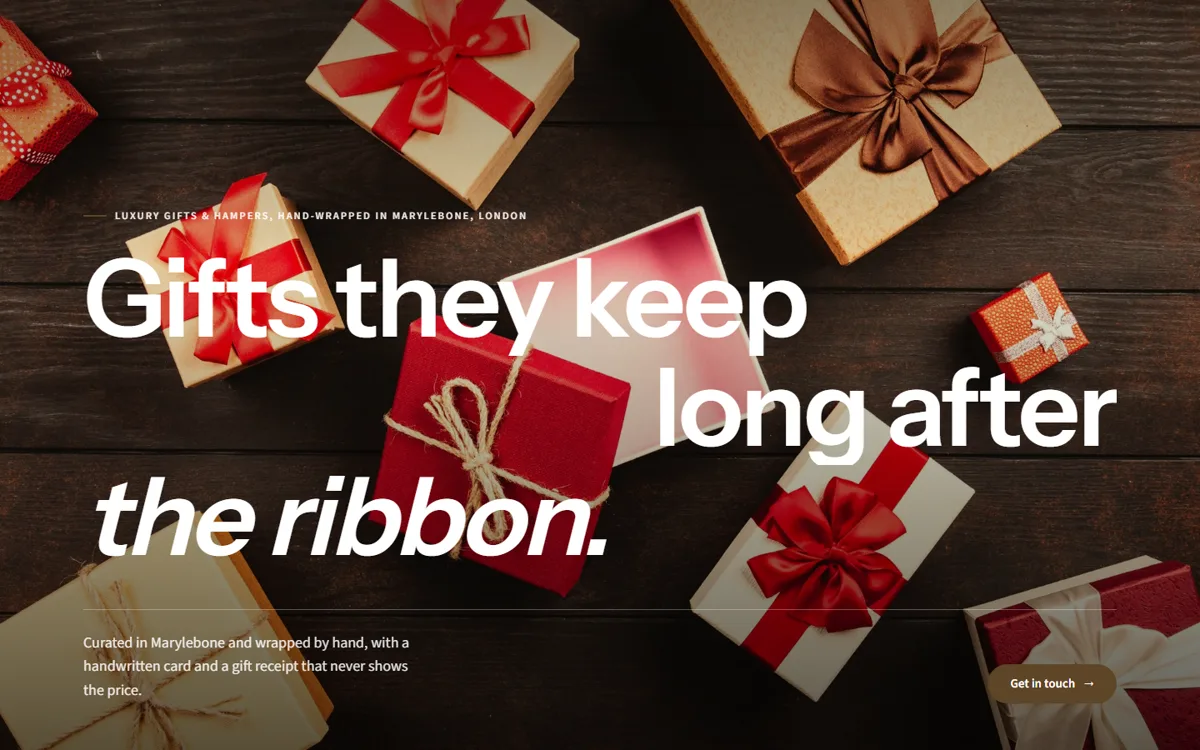 LUXURY GIFTS & HAMPERS, HAND-WRAPPED IN MARYLEBONE, LONDON
Gifts they keep
long after
the ribbon.
Curated in Marylebone and wrapped by hand, with a
handwritten card and a gift receipt that never shows
the price.
Get in touch →